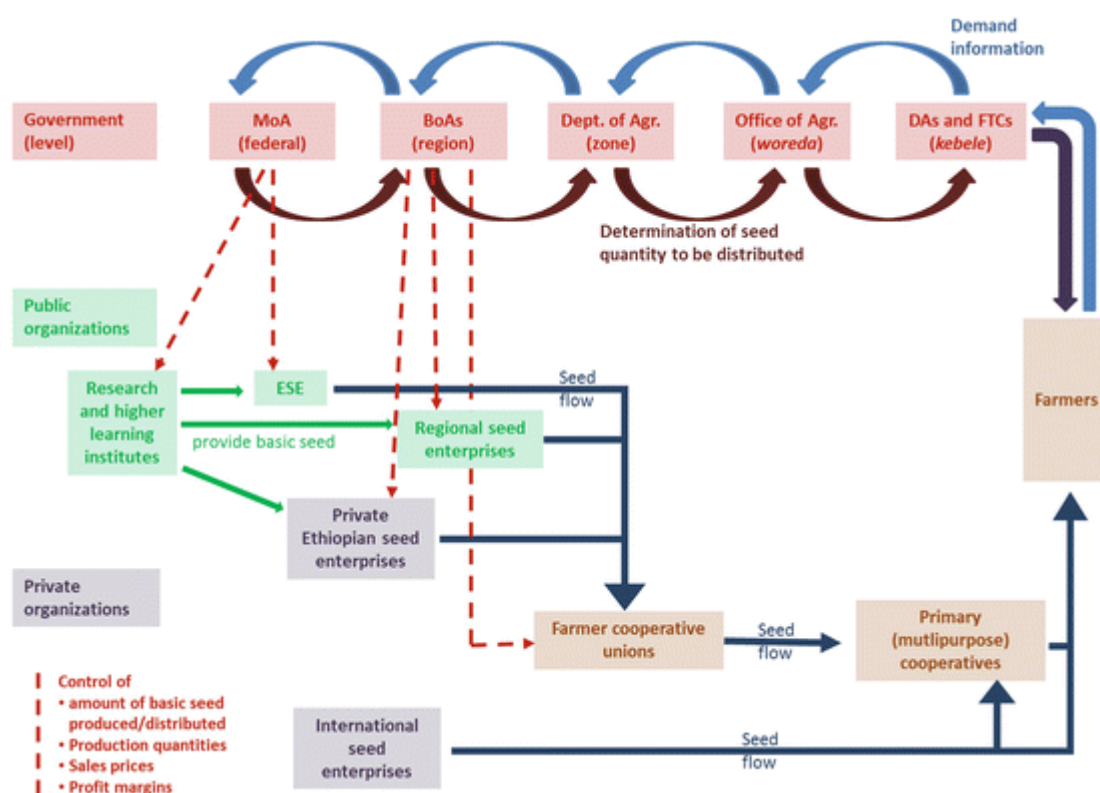 Demand
information
Government
(level)
MoA
(federal)
BoAs
(region)
Dept. of Agr.
(zone)
Office of Agr.
(woreda)
DAs and FTCs
(kebele)
Determination of seed
quantity to be distributed
Public
organizations
Research
and higher
learning
institutes
ESE
Seed
flow
Farmers
provide basic seed
Regional seed
enterprises
Private
Ethiopian seed
enterprises
Private
organizations
Farmer cooperative
unions
Seed
flow
Primary
(mutlipurpose)
cooperatives
Control of
• amount of basic seed
produced/distributed
• Production quantities
• Sales prices
• Profit margins
International
seed
enterprises
Seed
flow